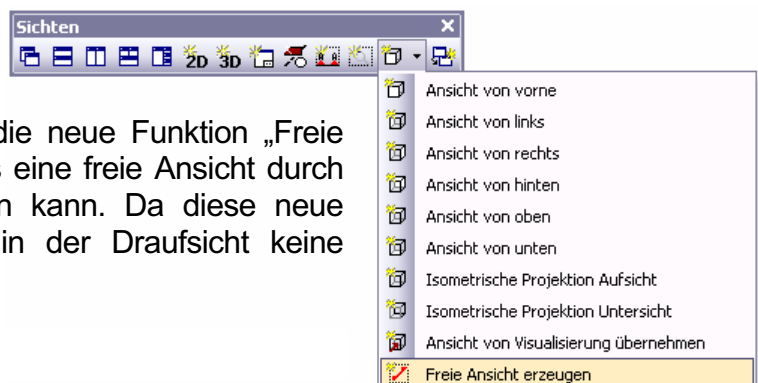 Sichten
2D 3D
Ansicht von vorne
Ansicht von links
Ansicht von rechts
Ansicht von hinten
Ansicht von oben
Ansicht von unten
Isometrische Projektion Aufsicht
Isometrische Projektion Untersicht
Ansicht von Visualisierung übernehmen
Freie Ansicht erzeugen
die neue Funktion „Freie
s eine freie Ansicht durch
n kann. Da diese neue
in der Draufsicht keine